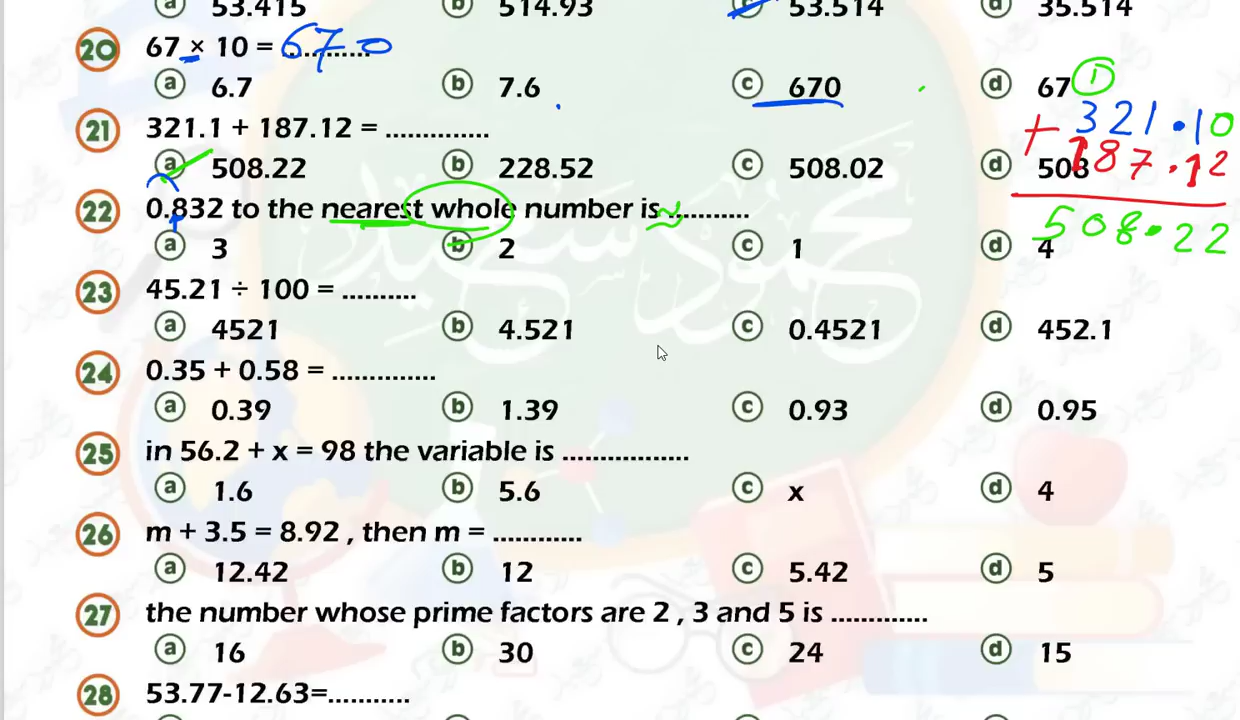 a 53.415 b 514.93 c 53.514 d 35.514
20 67 × 10 = ........... 670
a 6.7 b 7.6 c 670 d 67
21 321.1 + 187.12 = ..............
a 508.22 b 228.52 c 508.02 d 508
1
321.10
+ 187.12
508.22
22 0.832 to the nearest whole number is ≈...........
a 3 b 2 c 1 d 4
محمود سعيد
23 45.21 ÷ 100 = ..........
a 4521 b 4.521 c 0.4521 d 452.1
24 0.35 + 0.58 = ..............
a 0.39 b 1.39 c 0.93 d 0.95
25 in 56.2 + x = 98 the variable is .................
a 1.6 b 5.6 c x d 4
26 m + 3.5 = 8.92 , then m = ............
a 12.42 b 12 c 5.42 d 5
27 the number whose prime factors are 2 , 3 and 5 is .............
a 16 b 30 c 24 d 15
28 53.77-12.63=...........